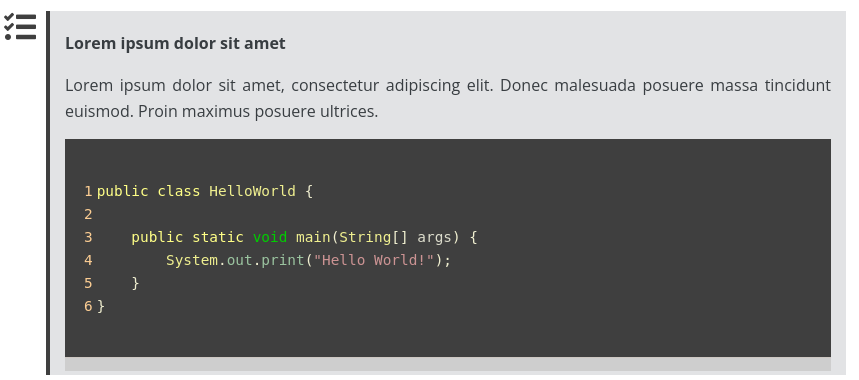 Lorem ipsum dolor sit amet
Lorem ipsum dolor sit amet, consectetur adipiscing elit. Donec malesuada posuere massa tincidunt
euismod. Proin maximus posuere ultrices.
1 public class HelloWorld {
2
3     public static void main(String[] args) {
4         System.out.print("Hello World!");
5     }
6 }